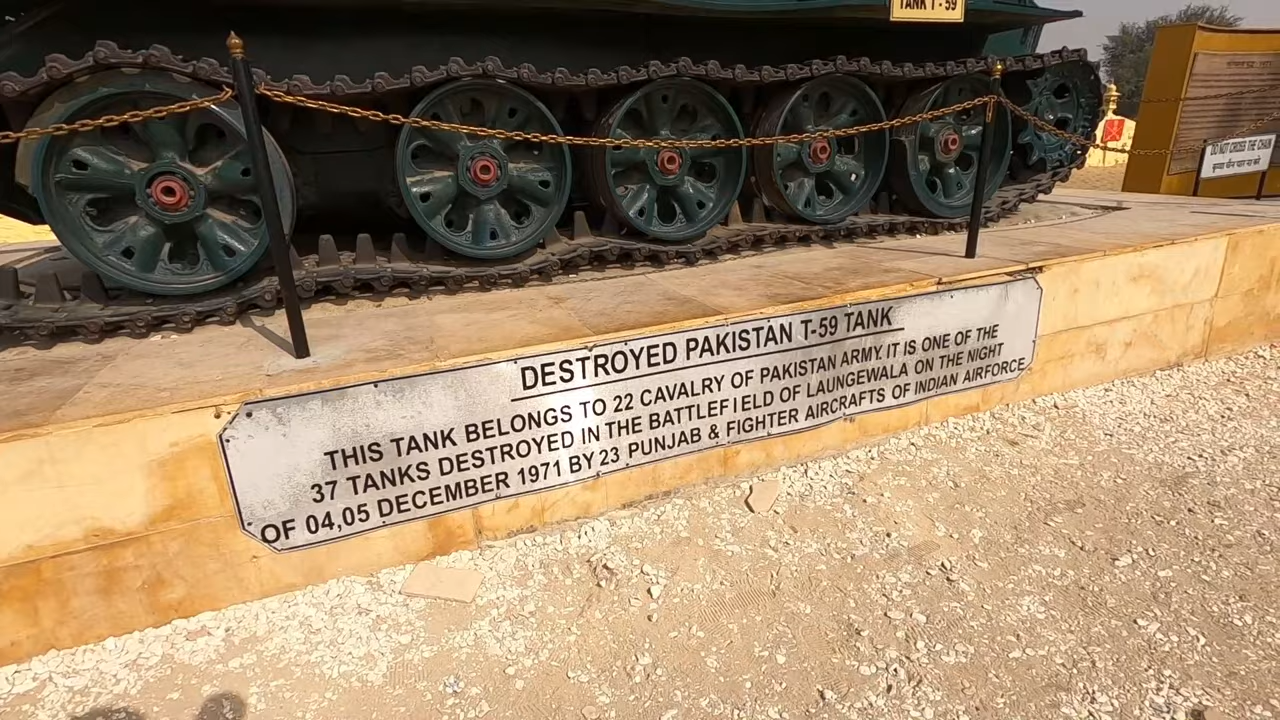 TANK T-59
DO NOT CROSS THE CHAIN
DESTROYED PAKISTAN T-59 TANK
THIS TANK BELONGS TO 22 CAVALRY OF PAKISTAN ARMY. IT IS ONE OF THE
37 TANKS DESTROYED IN THE BATTLEFIELD OF LAUNGEWALA ON THE NIGHT
OF 04,05 DECEMBER 1971 BY 23 PUNJAB & FIGHTER AIRCRAFTS OF INDIAN AIRFORCE